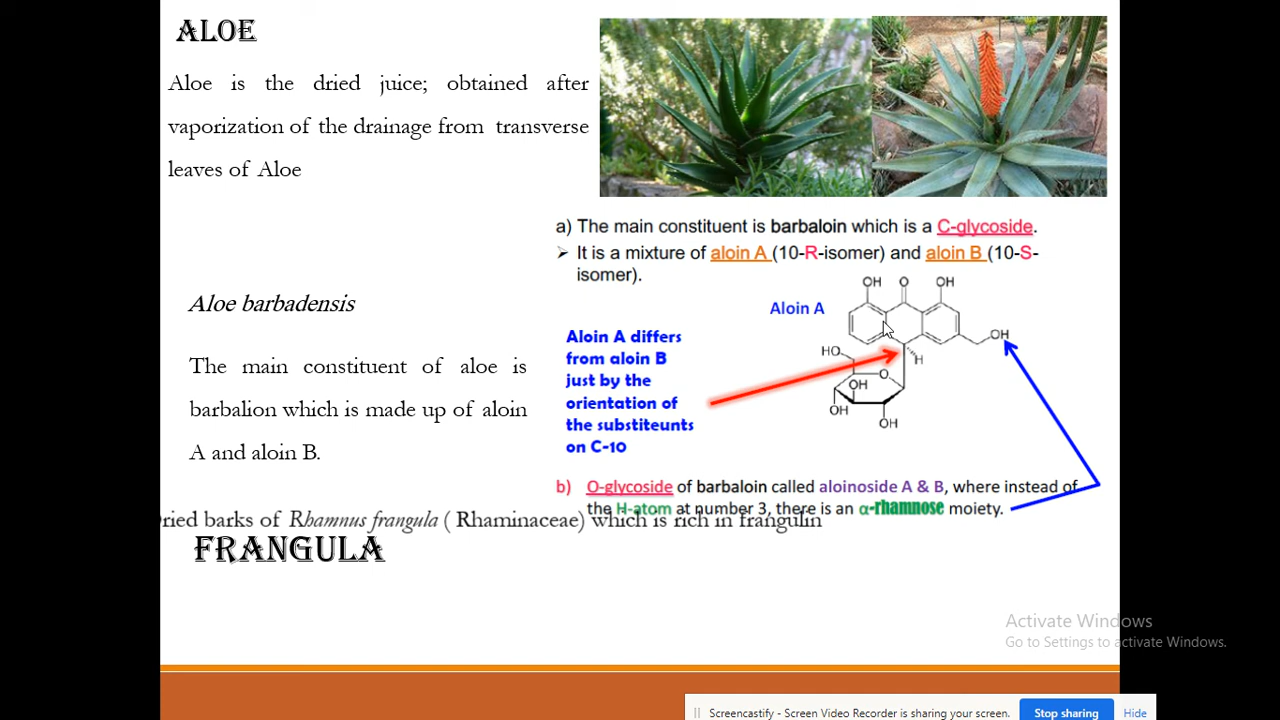 ALOE
Aloe is the dried juice; obtained after
vaporization of the drainage from transverse
leaves of Aloe
a) The main constituent is barbaloin which is a C-glycoside.
➢ It is a mixture of aloin A (10-R-isomer) and aloin B (10-S-
isomer).
Aloe barbadensis
The main constituent of aloe is
barbalion which is made up of aloin
A and aloin B.
Aloin A differs
from aloin B
just by the
orientation of
the substiteunts
on C-10
Aloin A
OH O OH
OH
HO
H
O
OH
OH
OH
b) O-glycoside of barbaloin called aloinoside A & B, where instead of
the H-atom at number 3, there is an α-rhamnose moiety.
ried barks of Rhamnus frangula ( Rhaminaceae) which is rich in frangulin
FRANGULA
Activate Windows
Go to Settings to activate Windows.
Screencastify - Screen Video Recorder is sharing your screen.
Stop sharing
Hide